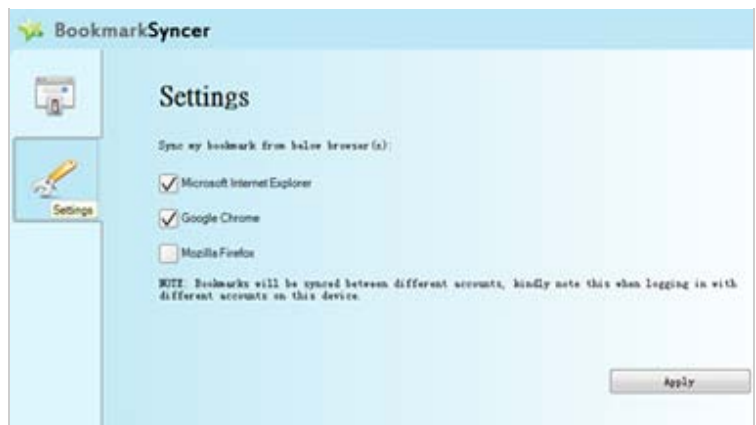 BookmarkSyncer
Settings
Sync my bookmark from below browser(s):
Microsoft Internet Explorer
Settings
Google Chrome
Mozilla Firefox
NOTE: Bookmarks will be synced between different accounts, kindly note this when logging in with
different accounts on this device.
Apply